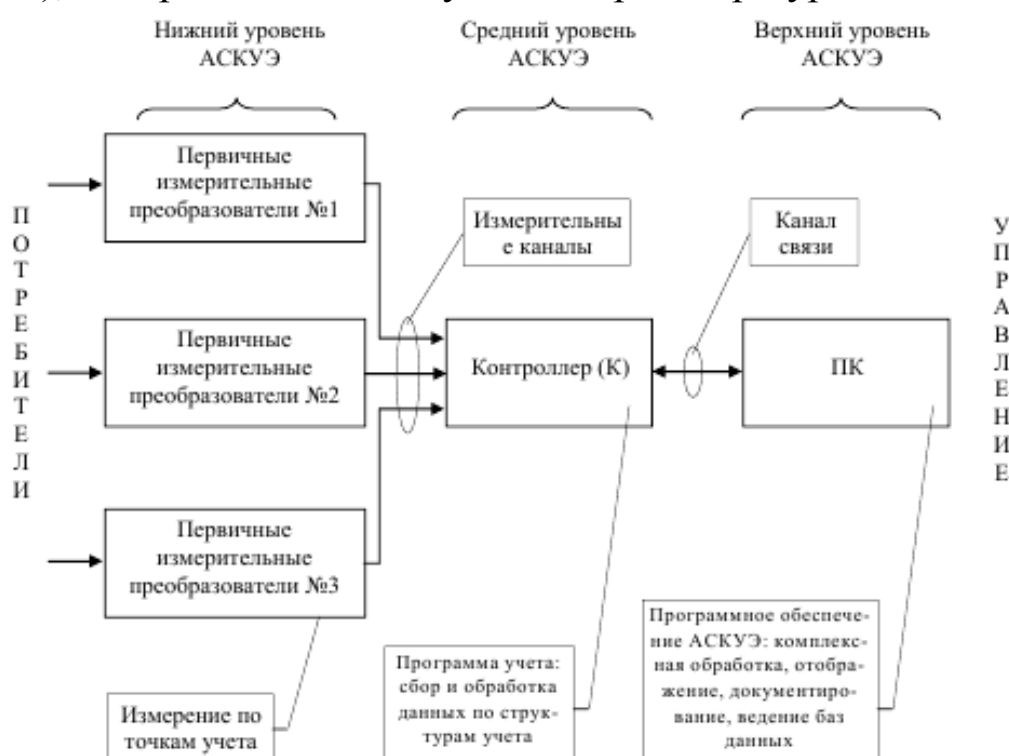 Нижний уровень
АСКУЭ
Средний уровень
АСКУЭ
Верхний уровень
АСКУЭ
Первичные
измерительные
преобразователи №1
Измерительны
е каналы
Канал
связи
П
О
Т
Р
Е
Б
И
Т
Е
Л
И
У
П
Р
А
В
Л
Е
Н
И
Е
Первичные
измерительные
преобразователи №2
Контроллер (К)
ПК
Первичные
измерительные
преобразователи №3
Измерение по
точкам учета
Программа учета:
сбор и обработка
данных по струк-
турам учета
Программное обеспече-
ние АСКУЭ: комплекс-
ная обработка, отобра-
жение, документиро-
вание, ведение баз
данных